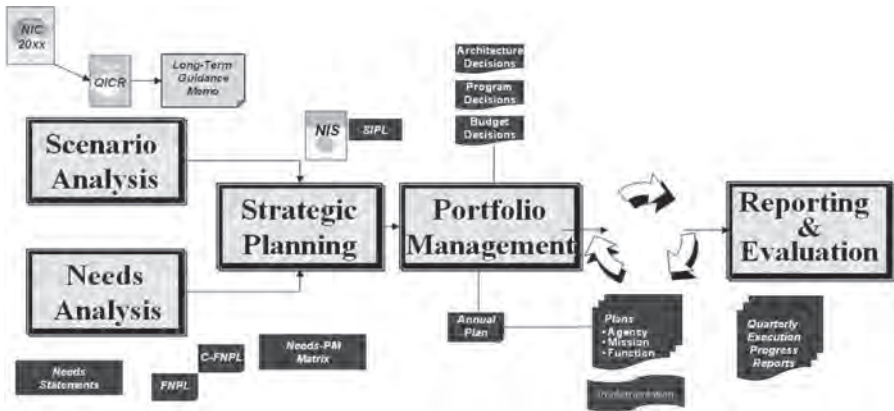 NIC
20xx
QICR
Long-Term
Guidance
Memo
Architecture
Decisions
Program
Decisions
Budget
Decisions
NIS
SIPL
Scenario
Analysis
Strategic
Planning
Portfolio
Management
Reporting
&
Evaluation
Needs
Analysis
Annual
Plan
Plans
•Agency
•Mission
•Function
Quarterly
Execution
Progress
Reports
Needs
Statements
FNPL
C-FNPL
Needs-PM
Matrix